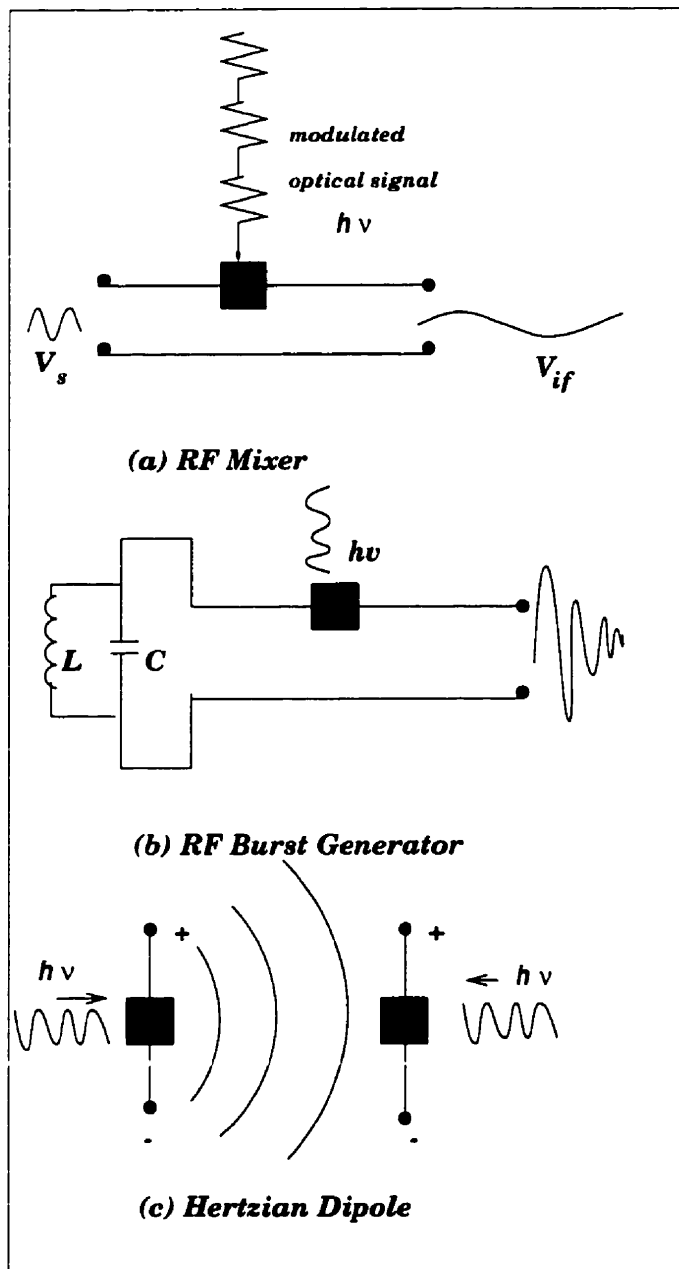 modulated
optical signal
h ν
V_s
V_if
(a) RF Mixer
hν
L C
(b) RF Burst Generator
+ +
h ν h ν
- -
(c) Hertzian Dipole